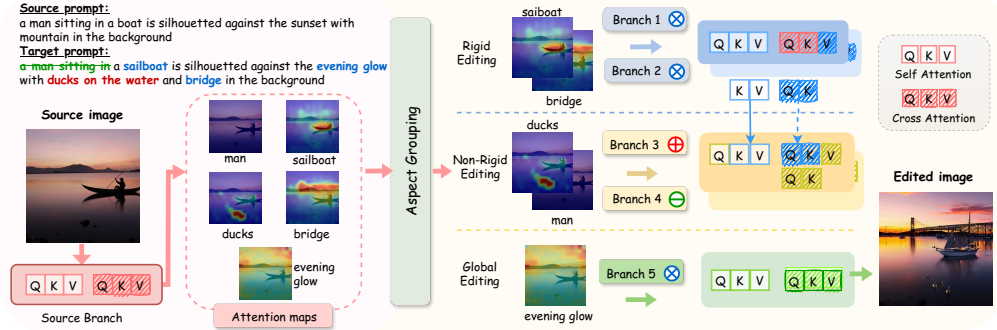 Source prompt:
a man sitting in a boat is silhouetted against the sunset with
mountain in the background
Target prompt:
a man sitting in a sailboat is silhouetted against the evening glow
with ducks on the water and bridge in the background
Source image
Q K V Q K V
Source Branch
man
sailboat
ducks
bridge
evening
glow
Attention maps
Aspect Grouping
Rigid
Editing
saiboat
bridge
Branch 1
Branch 2
Q K V Q K V
K V Q K
Non-Rigid
Editing
ducks
man
Branch 3
Branch 4
Q K V Q K V
Q K
Global
Editing
evening glow
Branch 5
Q K V Q K V
Q K V
Self Attention
Q K V
Cross Attention
Edited image